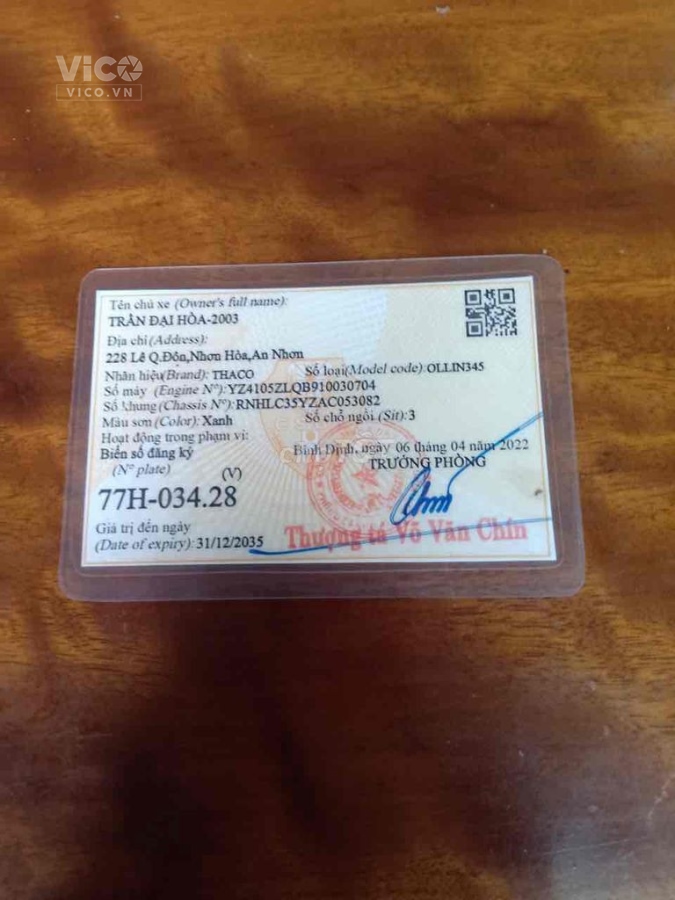 ViCO
VICO.VN
Tên chủ xe (Owner's full name):
TRẦN ĐẠI HÒA-2003
Địa chỉ(Address):
228 Lê Q.Đôn,Nhơn Hòa,An Nhơn
Nhãn hiệu(Brand): THACO Số loại(Model code): OLLIN345
Số máy (Engine N°): YZ4105ZLQB910030704
Số khung (Chassis N°): RNHLC35YZAC053082
Màu sơn (Color): Xanh Số chỗ ngồi (Sit): 3
Hoạt động trong phạm vi:
Biển số đăng ký Bình Định, ngày 06 tháng 04 năm 2022
(N° plate) (V) TRƯỞNG PHÒNG
77H-034.28
Giá trị đến ngày
(Date of expiry): 31/12/2035 Thượng tá Võ Văn Chín